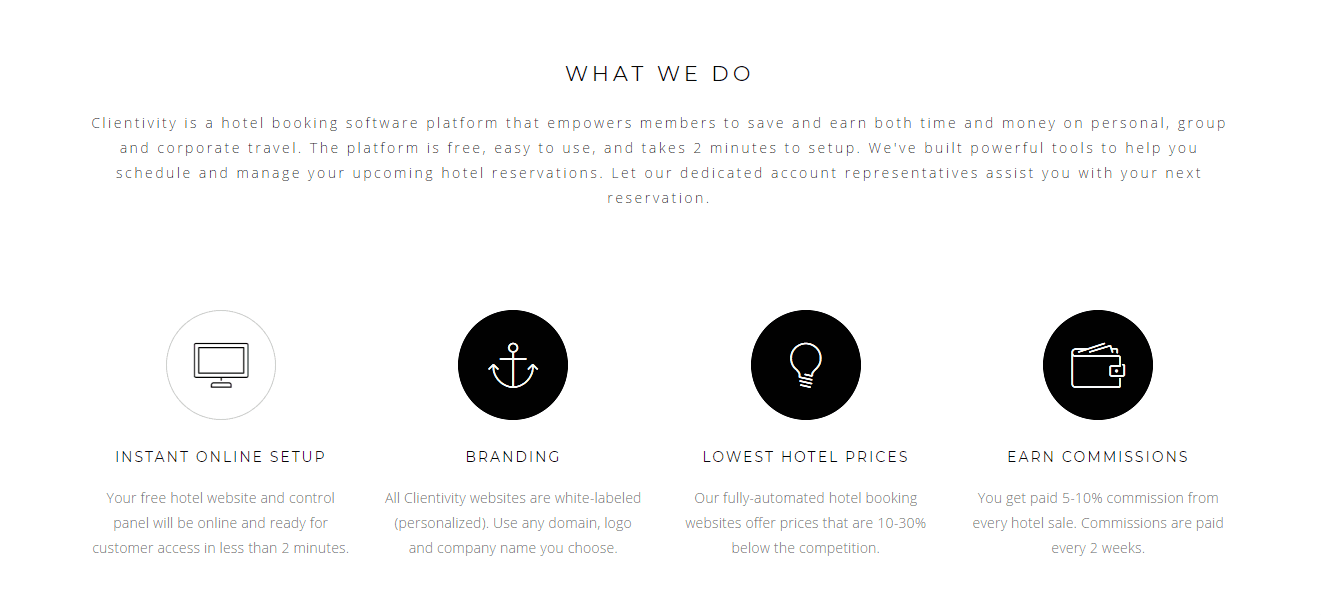 WHAT WE DO
Clientivity is a hotel booking software platform that empowers members to save and earn both time and money on personal, group
and corporate travel. The platform is free, easy to use, and takes 2 minutes to setup. We've built powerful tools to help you
schedule and manage your upcoming hotel reservations. Let our dedicated account representatives assist you with your next
reservation.
INSTANT ONLINE SETUP
Your free hotel website and control
panel will be online and ready for
customer access in less than 2 minutes.
BRANDING
All Clientivity websites are white-labeled
(personalized). Use any domain, logo
and company name you choose.
LOWEST HOTEL PRICES
Our fully-automated hotel booking
websites offer prices that are 10-30%
below the competition.
EARN COMMISSIONS
You get paid 5-10% commission from
every hotel sale. Commissions are paid
every 2 weeks.